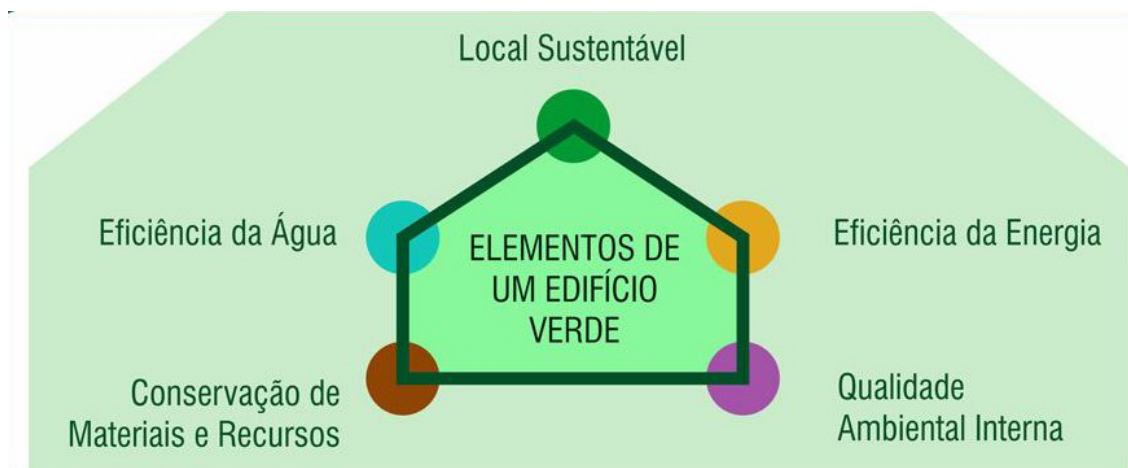 Local Sustentável
Eficiência da Água
Eficiência da Energia
ELEMENTOS DE
UM EDIFÍCIO
VERDE
Conservação de
Materiais e Recursos
Qualidade
Ambiental Interna